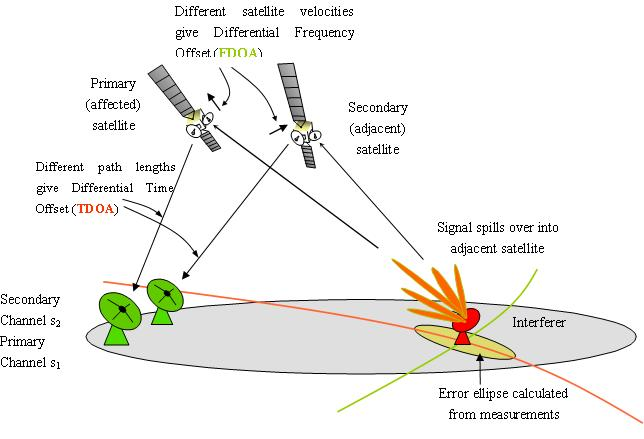 Different satellite velocities
give Differential Frequency
Offset (FDOA)
Primary
(affected)
satellite
Secondary
(adjacent)
satellite
Different path lengths
give Differential Time
Offset (TDOA)
Signal spills over into
adjacent satellite
Secondary
Channel s₂
Primary
Channel s₁
Interferer
Error ellipse calculated
from measurements